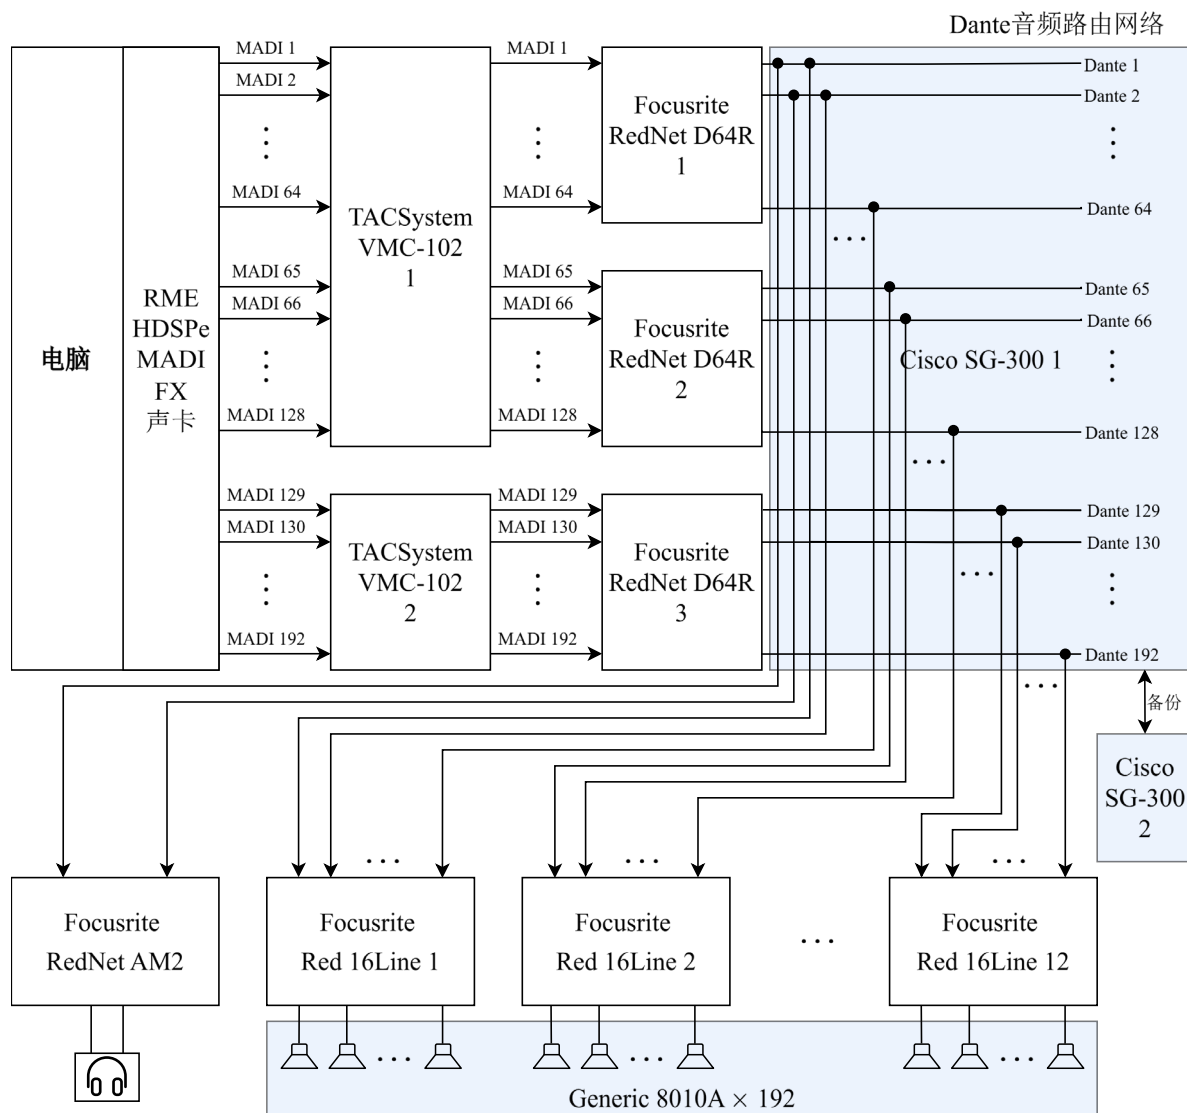 Dante音频路由网络
MADI 1
MADI 1
Dante 1
MADI 2
Dante 2
Focusrite
RedNet D64R
1
MADI 64
MADI 64
Dante 64
TACSystem
VMC-102
1
MADI 65
MADI 65
Dante 65
MADI 66
MADI 66
Dante 66
RME
HDSPe
MADI
FX
声卡
电脑
Focusrite
RedNet D64R
2
Cisco SG-300 1
MADI 128
MADI 128
Dante 128
MADI 129
MADI 129
Dante 129
MADI 130
MADI 130
Dante 130
TACSystem
VMC-102
2
Focusrite
RedNet D64R
3
MADI 192
MADI 192
Dante 192
备份
Cisco
SG-300
2
Focusrite
RedNet AM2
Focusrite
Red 16Line 1
Focusrite
Red 16Line 2
Focusrite
Red 16Line 12
Generic 8010A × 192